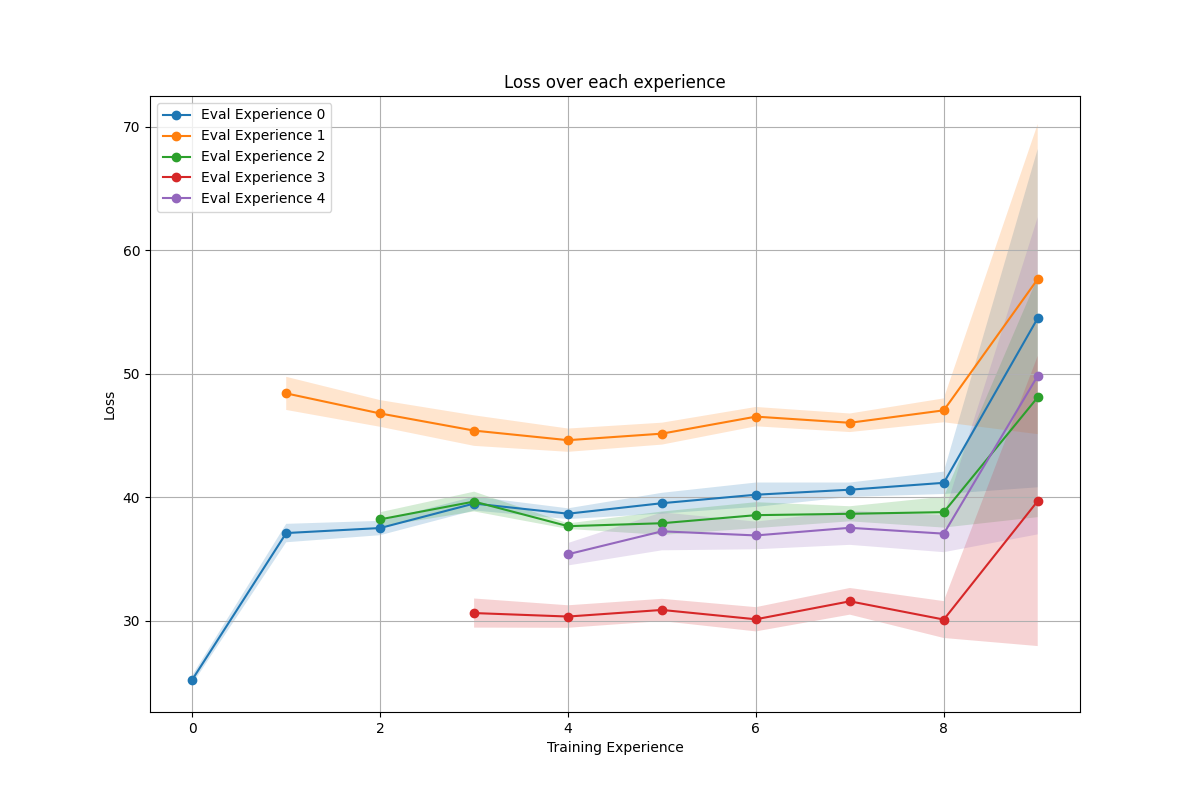 Loss over each experience
Eval Experience 0
Eval Experience 1
Eval Experience 2
Eval Experience 3
Eval Experience 4
70
60
50
40
30
Loss
0 2 4 6 8
Training Experience